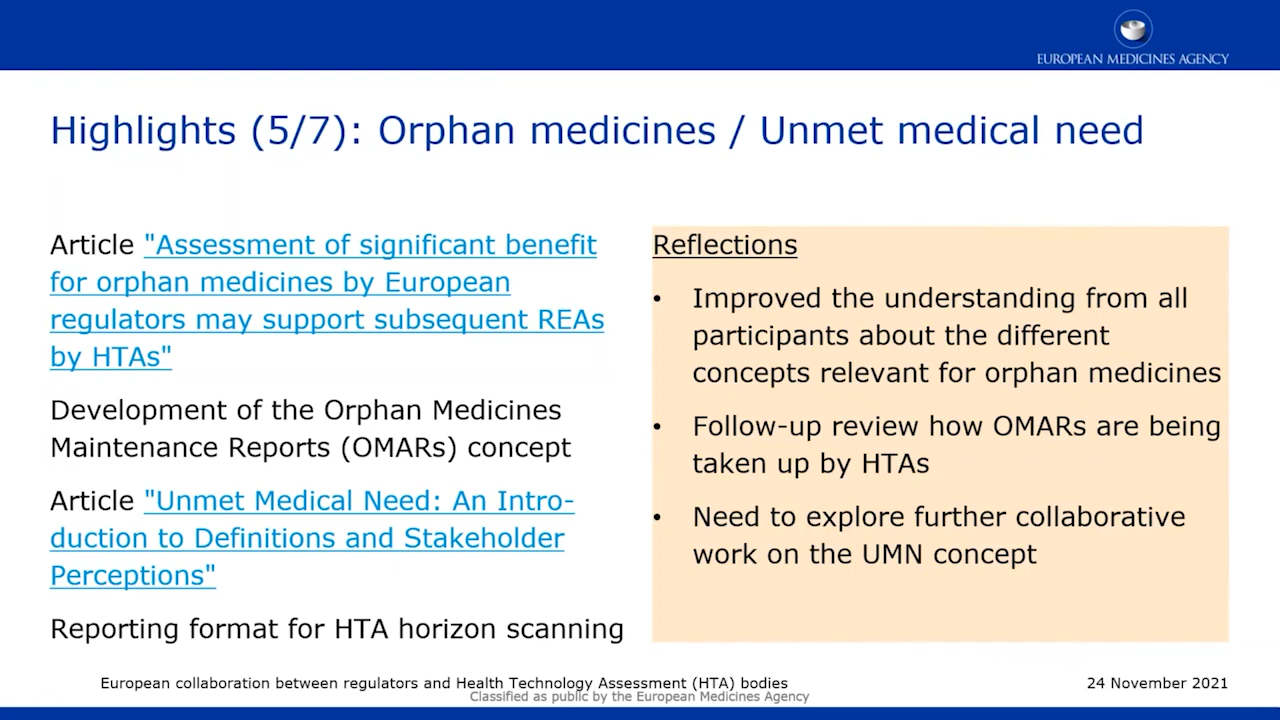 EUROPEAN MEDICINES AGENCY
Highlights (5/7): Orphan medicines / Unmet medical need
Article "Assessment of significant benefit
for orphan medicines by European
regulators may support subsequent REAs
by HTAs"
Development of the Orphan Medicines
Maintenance Reports (OMARs) concept
Article "Unmet Medical Need: An Intro-
duction to Definitions and Stakeholder
Perceptions"
Reporting format for HTA horizon scanning
Reflections
• Improved the understanding from all
participants about the different
concepts relevant for orphan medicines
• Follow-up review how OMARs are being
taken up by HTAs
• Need to explore further collaborative
work on the UMN concept
European collaboration between regulators and Health Technology Assessment (HTA) bodies
24 November 2021
Classified as public by the European Medicines Agency